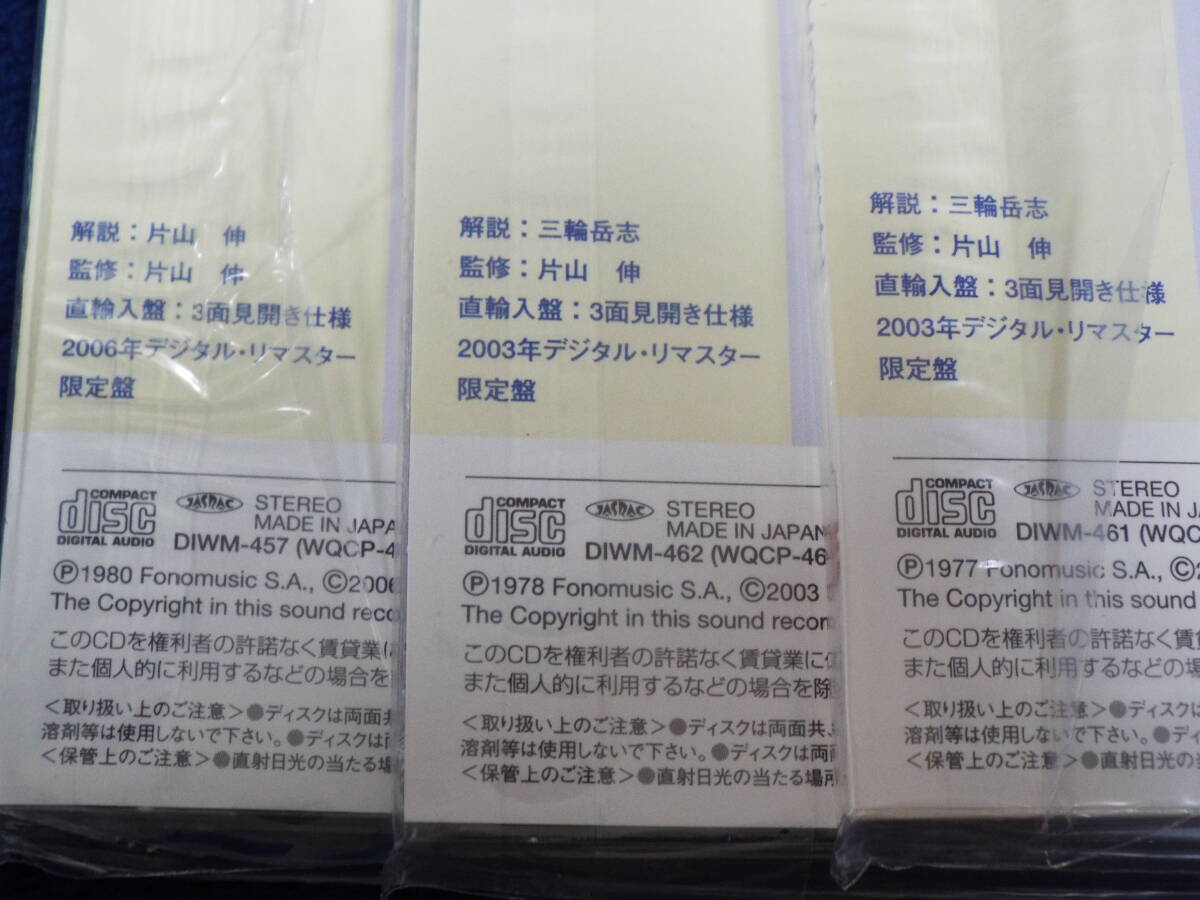 解説：片山　伸
監修：片山　伸
直輸入盤：3面見開き仕様
2006年デジタル・リマスター
限定盤
COMPACT
disc
DIGITAL AUDIO
JASRAC
STEREO
MADE IN JAPA
DIWM-457 (WQCP-4
Ⓟ1980 Fonomusic S.A., Ⓒ2006
The Copyright in this sound reco
このCDを権利者の許諾なく賃貸業に
また個人的に利用するなどの場合を
＜取り扱い上のご注意＞●ディスクは両面共
溶剤等は使用しないで下さい。●ディスクは両
＜保管上のご注意＞●直射日光の当たる場
解説：三輪岳志
監修：片山　伸
直輸入盤：3面見開き仕様
2003年デジタル・リマスター
限定盤
COMPACT
disc
DIGITAL AUDIO
JASRAC
STEREO
MADE IN JAPAN
DIWM-462 (WQCP-46
Ⓟ1978 Fonomusic S.A., Ⓒ2003
The Copyright in this sound recor
このCDを権利者の許諾なく賃貸業に
また個人的に利用するなどの場合を除
＜取り扱い上のご注意＞●ディスクは両面共、
溶剤等は使用しないで下さい。●ディスクは両面
＜保管上のご注意＞●直射日光の当たる場所
解説：三輪岳志
監修：片山　伸
直輸入盤：3面見開き仕様
2003年デジタル・リマスター
限定盤
COMPACT
disc
DIGITAL AUDIO
JASRAC
STEREO
MADE IN JA
DIWM-461 (WQC
Ⓟ1977 Fonomusic S.A., Ⓒ
The Copyright in this sound
このCDを権利者の許諾なく賃貸
また個人的に利用するなどの場
＜取り扱い上のご注意＞●ディスクは
溶剤等は使用しないで下さい。●ディ
＜保管上のご注意＞●直射日光の